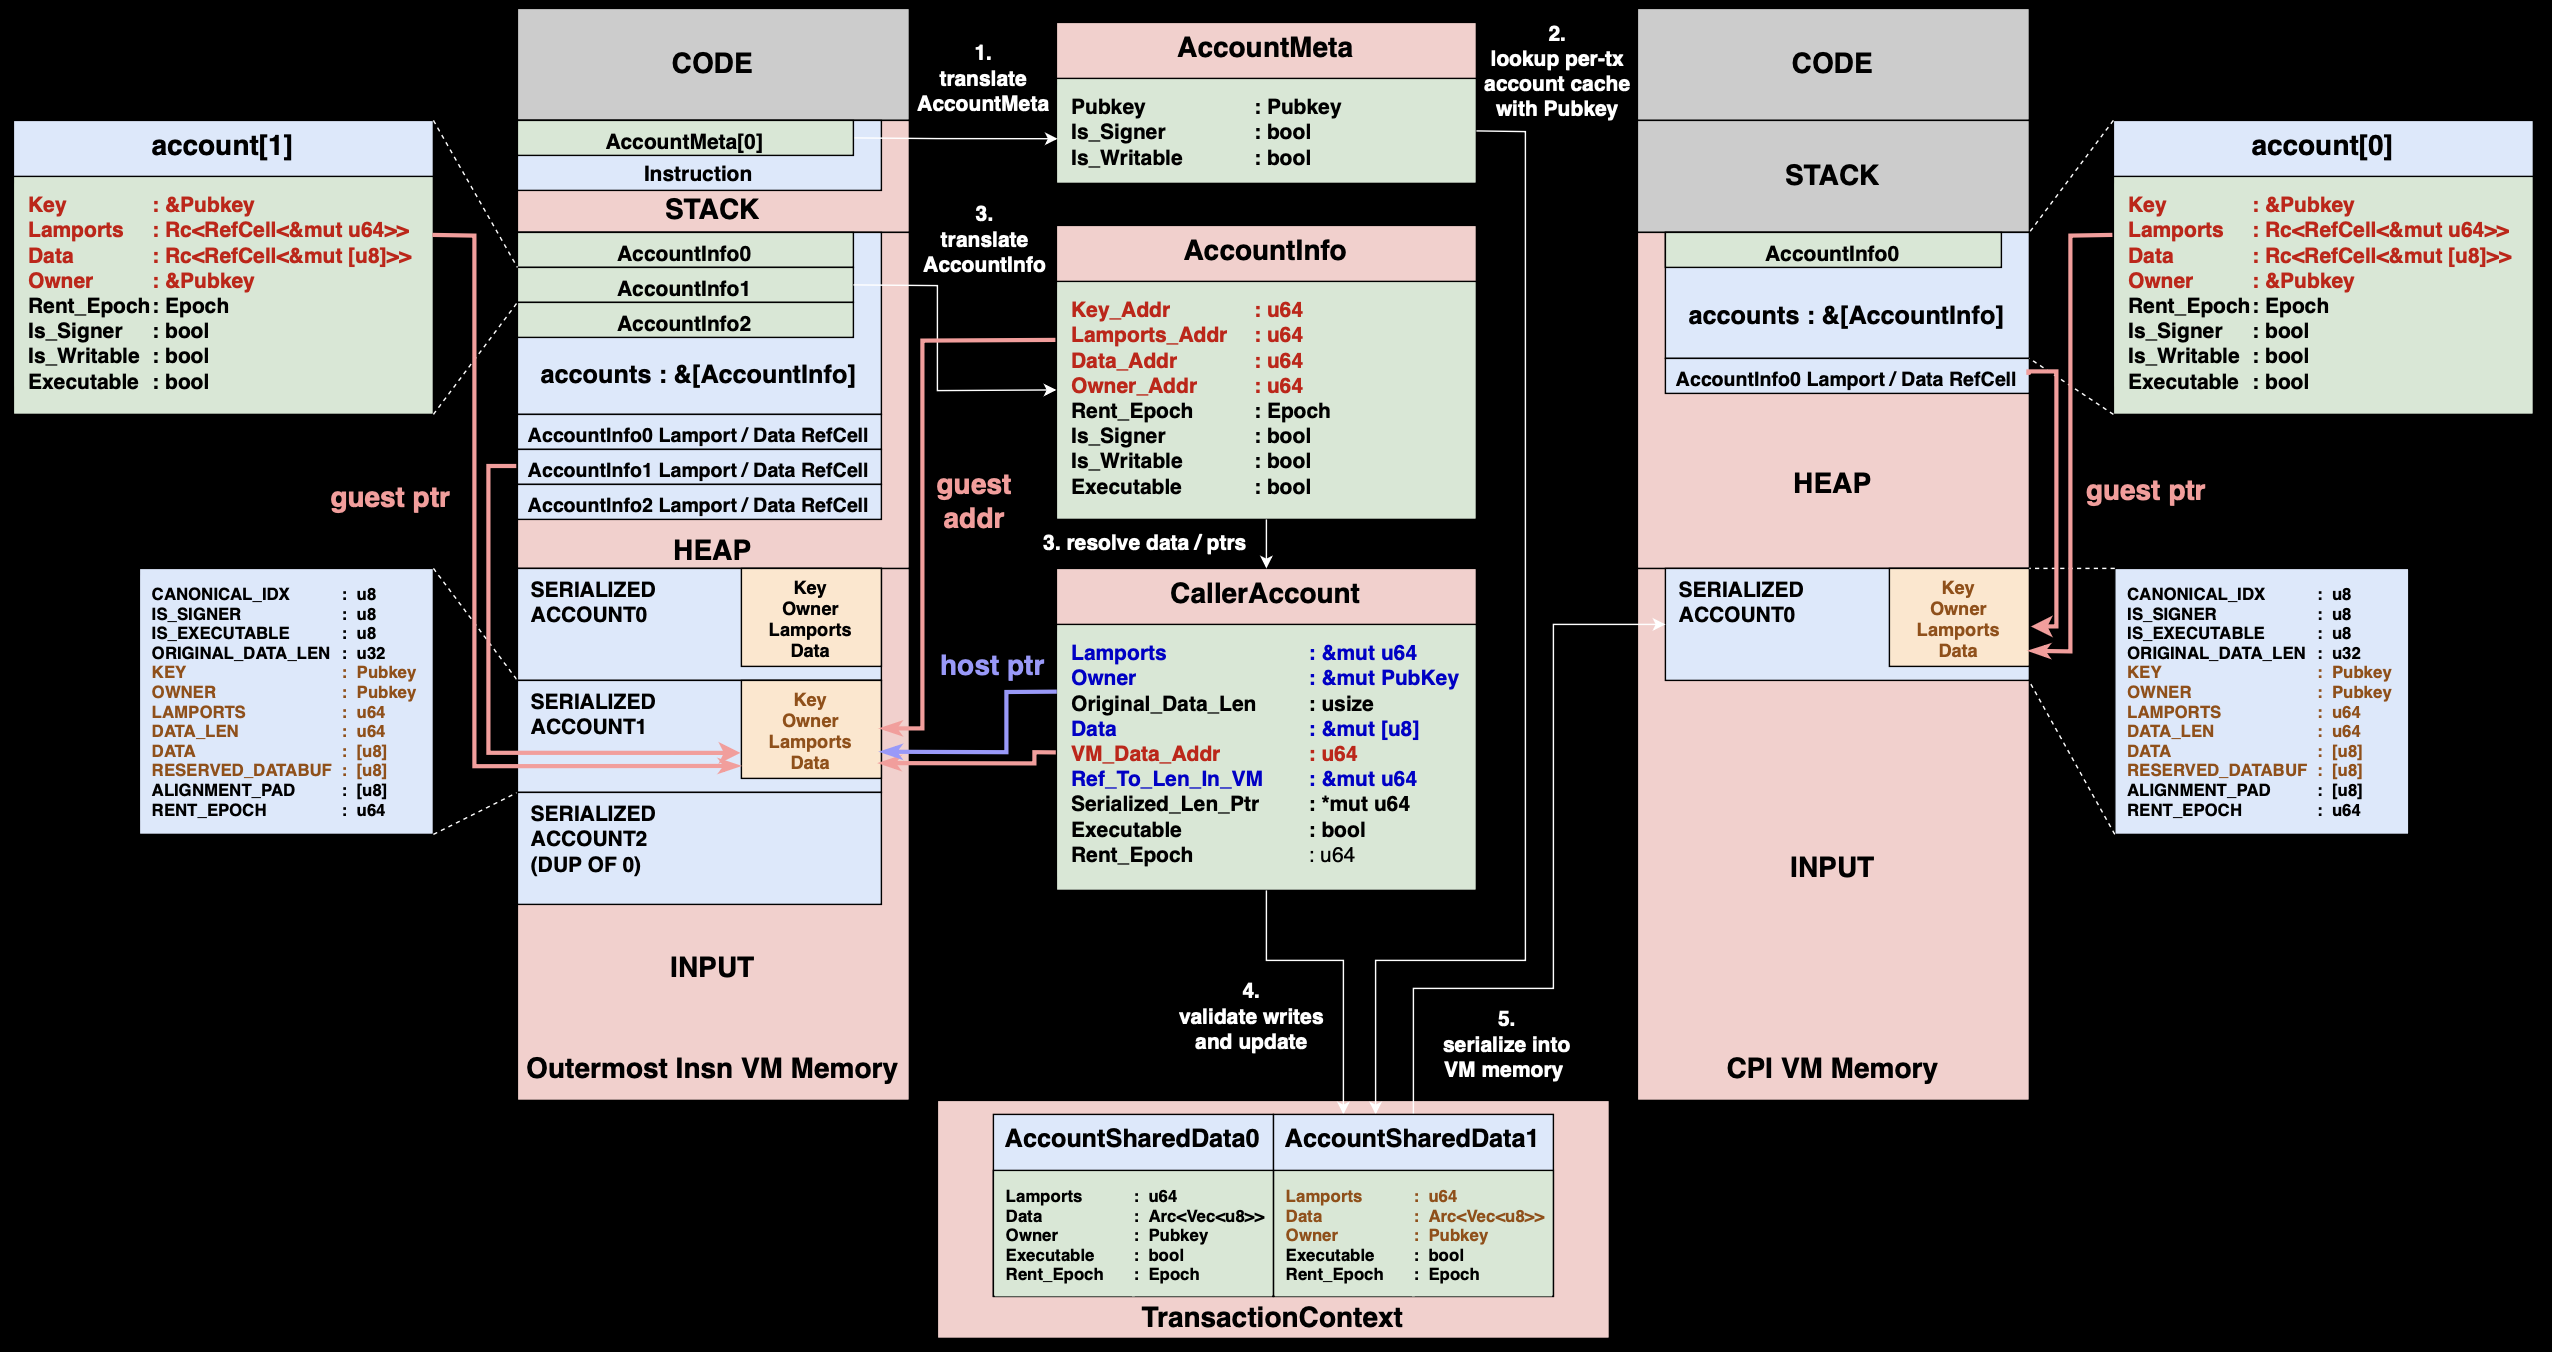 account[1]
Key : &Pubkey
Lamports : Rc<RefCell<&mut u64>>
Data : Rc<RefCell<&mut [u8]>>
Owner : &Pubkey
Rent_Epoch : Epoch
Is_Signer : bool
Is_Writable : bool
Executable : bool
guest ptr
CANONICAL_IDX : u8
IS_SIGNER : u8
IS_EXECUTABLE : u8
ORIGINAL_DATA_LEN : u32
KEY : Pubkey
OWNER : Pubkey
LAMPORTS : u64
DATA_LEN : u64
DATA : [u8]
RESERVED_DATABUF : [u8]
ALIGNMENT_PAD : [u8]
RENT_EPOCH : u64
CODE
AccountMeta[0]
Instruction
STACK
AccountInfo0
AccountInfo1
AccountInfo2
accounts : &[AccountInfo]
AccountInfo0 Lamport / Data RefCell
AccountInfo1 Lamport / Data RefCell
AccountInfo2 Lamport / Data RefCell
HEAP
SERIALIZED
ACCOUNT0
Key
Owner
Lamports
Data
SERIALIZED
ACCOUNT1
Key
Owner
Lamports
Data
SERIALIZED
ACCOUNT2
(DUP OF 0)
INPUT
Outermost Insn VM Memory
1.
translate
AccountMeta
AccountMeta
Pubkey : Pubkey
Is_Signer : bool
Is_Writable : bool
2.
lookup per-tx
account cache
with Pubkey
3.
translate
AccountInfo
AccountInfo
Key_Addr : u64
Lamports_Addr : u64
Data_Addr : u64
Owner_Addr : u64
Rent_Epoch : Epoch
Is_Signer : bool
Is_Writable : bool
Executable : bool
guest
addr
3. resolve data / ptrs
CallerAccount
Lamports : &mut u64
Owner : &mut PubKey
Original_Data_Len : usize
Data : &mut [u8]
VM_Data_Addr : u64
Ref_To_Len_In_VM : &mut u64
Serialized_Len_Ptr : *mut u64
Executable : bool
Rent_Epoch : u64
host ptr
4.
validate writes
and update
5.
serialize into
VM memory
AccountSharedData0
Lamports : u64
Data : Arc<Vec<u8>>
Owner : Pubkey
Executable : bool
Rent_Epoch : Epoch
AccountSharedData1
Lamports : u64
Data : Arc<Vec<u8>>
Owner : Pubkey
Executable : bool
Rent_Epoch : Epoch
TransactionContext
CODE
STACK
AccountInfo0
accounts : &[AccountInfo]
AccountInfo0 Lamport / Data RefCell
HEAP
SERIALIZED
ACCOUNT0
Key
Owner
Lamports
Data
INPUT
CPI VM Memory
account[0]
Key : &Pubkey
Lamports : Rc<RefCell<&mut u64>>
Data : Rc<RefCell<&mut [u8]>>
Owner : &Pubkey
Rent_Epoch : Epoch
Is_Signer : bool
Is_Writable : bool
Executable : bool
guest ptr
CANONICAL_IDX : u8
IS_SIGNER : u8
IS_EXECUTABLE : u8
ORIGINAL_DATA_LEN : u32
KEY : Pubkey
OWNER : Pubkey
LAMPORTS : u64
DATA_LEN : u64
DATA : [u8]
RESERVED_DATABUF : [u8]
ALIGNMENT_PAD : [u8]
RENT_EPOCH : u64